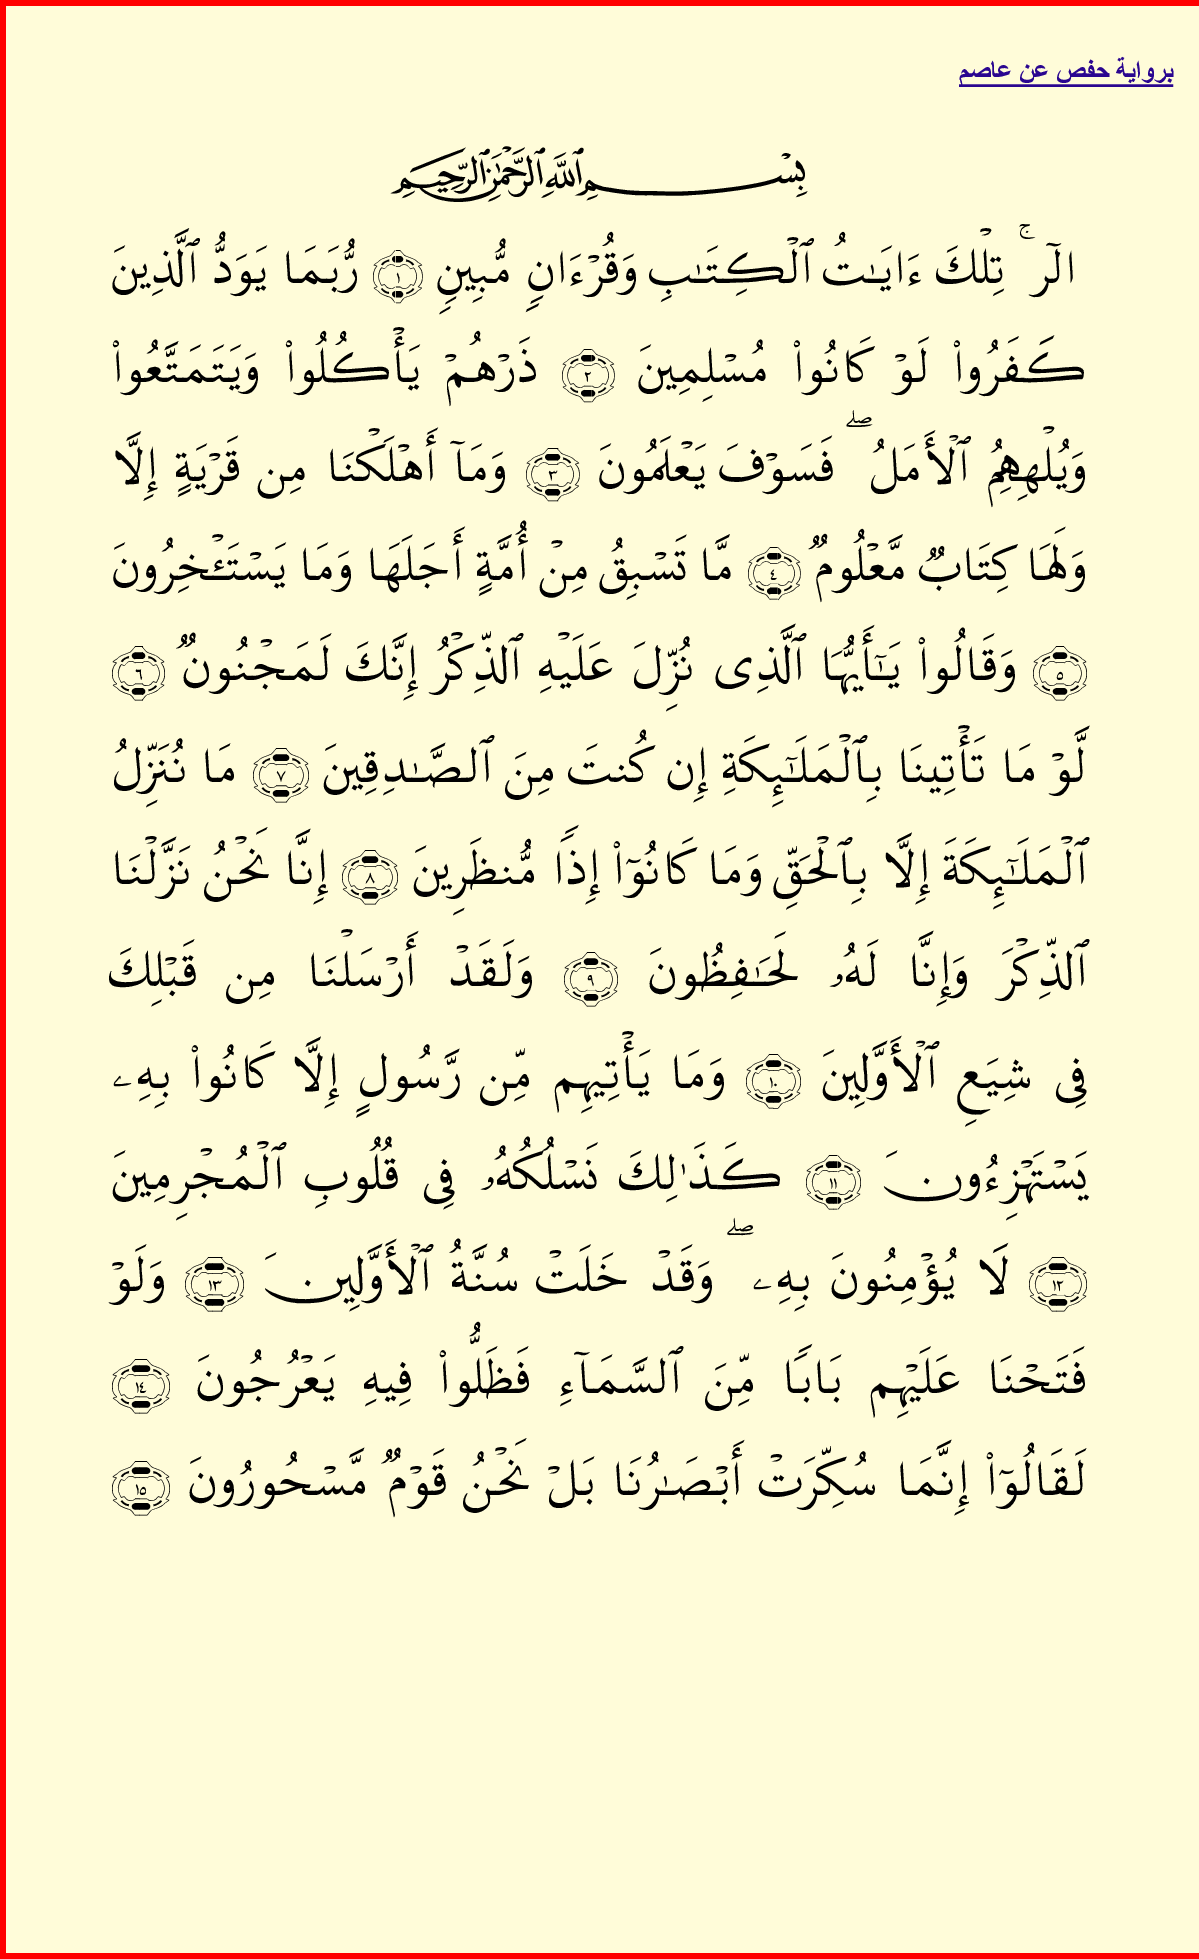 برواية حفص عن عاصم
بِسْمِ ٱللَّهِ ٱلرَّحْمَٰنِ ٱلرَّحِيمِ
الٓر ۚ تِلْكَ ءَايَـٰتُ ٱلْكِتَـٰبِ وَقُرْءَانٍ مُّبِينٍ ١ رُّبَمَا يَوَدُّ ٱلَّذِينَ
كَفَرُوا۟ لَوْ كَانُوا۟ مُسْلِمِينَ ٢ ذَرْهُمْ يَأْكُلُوا۟ وَيَتَمَتَّعُوا۟
وَيُلْهِهِمُ ٱلْأَمَلُ ۖ فَسَوْفَ يَعْلَمُونَ ٣ وَمَآ أَهْلَكْنَا مِن قَرْيَةٍ إِلَّا
وَلَهَا كِتَابٌ مَّعْلُومٌ ٤ مَّا تَسْبِقُ مِنْ أُمَّةٍ أَجَلَهَا وَمَا يَسْتَـْٔخِرُونَ
٥ وَقَالُوا۟ يَـٰٓأَيُّهَا ٱلَّذِى نُزِّلَ عَلَيْهِ ٱلذِّكْرُ إِنَّكَ لَمَجْنُونٌ ٦
لَّوْ مَا تَأْتِينَا بِٱلْمَلَـٰٓئِكَةِ إِن كُنتَ مِنَ ٱلصَّـٰدِقِينَ ٧ مَا نُنَزِّلُ
ٱلْمَلَـٰٓئِكَةَ إِلَّا بِٱلْحَقِّ وَمَا كَانُوٓا۟ إِذًا مُّنظَرِينَ ٨ إِنَّا نَحْنُ نَزَّلْنَا
ٱلذِّكْرَ وَإِنَّا لَهُۥ لَحَـٰفِظُونَ ٩ وَلَقَدْ أَرْسَلْنَا مِن قَبْلِكَ
فِى شِيَعِ ٱلْأَوَّلِينَ ١٠ وَمَا يَأْتِيهِم مِّن رَّسُولٍ إِلَّا كَانُوا۟ بِهِۦ
يَسْتَهْزِءُونَ ١١ كَذَٰلِكَ نَسْلُكُهُۥ فِى قُلُوبِ ٱلْمُجْرِمِينَ
١٢ لَا يُؤْمِنُونَ بِهِۦ ۖ وَقَدْ خَلَتْ سُنَّةُ ٱلْأَوَّلِينَ ١٣ وَلَوْ
فَتَحْنَا عَلَيْهِم بَابًا مِّنَ ٱلسَّمَآءِ فَظَلُّوا۟ فِيهِ يَعْرُجُونَ ١٤
لَقَالُوٓا۟ إِنَّمَا سُكِّرَتْ أَبْصَـٰرُنَا بَلْ نَحْنُ قَوْمٌ مَّسْحُورُونَ ١٥